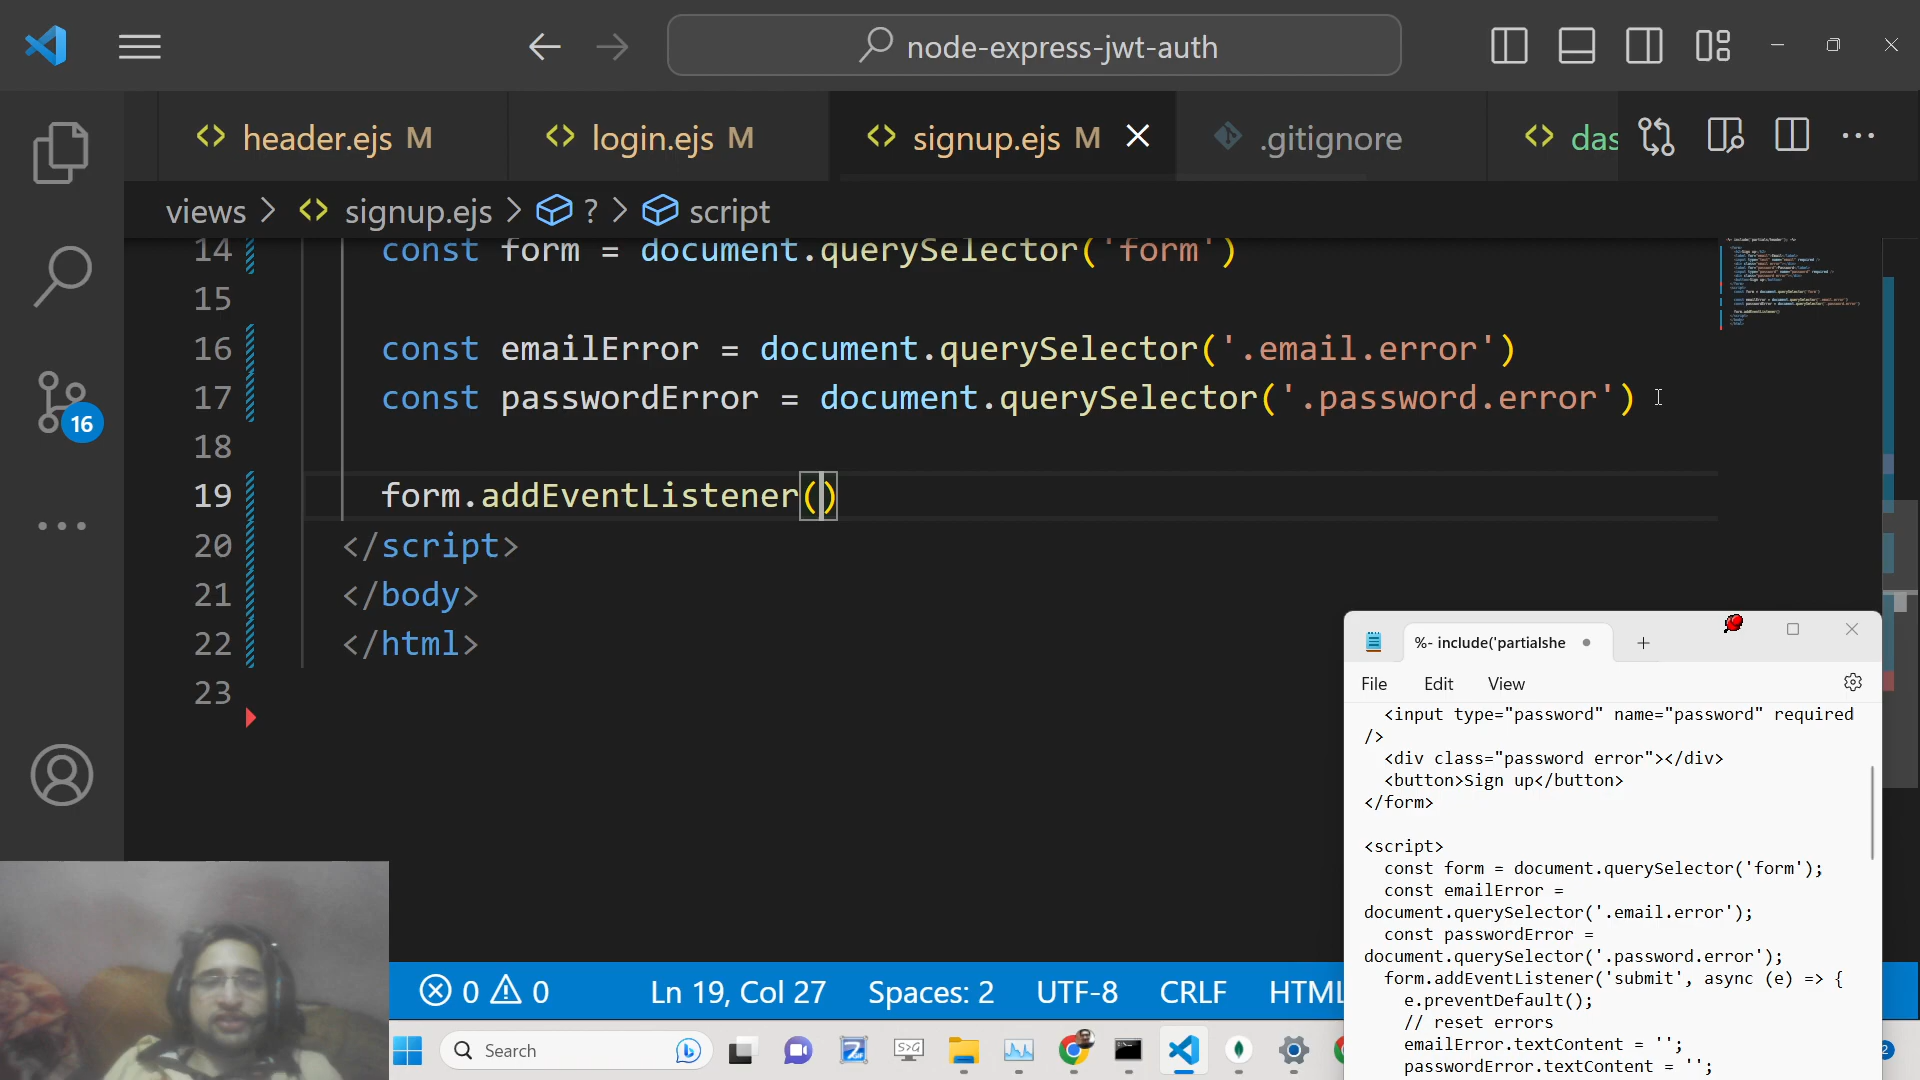 node-express-jwt-auth
header.ejs M
login.ejs M
signup.ejs M
.gitignore
das
views > signup.ejs > ? > script
14 const form = document.querySelector('form')
15
16 const emailError = document.querySelector('.email.error')
17 const passwordError = document.querySelector('.password.error')
18
19 form.addEventListener()
20 </script>
21 </body>
22 </html>
23
16
%- include('partialshe
File Edit View
<input type="password" name="password" required
/>
<div class="password error"></div>
<button>Sign up</button>
</form>
<script>
const form = document.querySelector('form');
const emailError =
document.querySelector('.email.error');
const passwordError =
document.querySelector('.password.error');
form.addEventListener('submit', async (e) => {
e.preventDefault();
// reset errors
emailError.textContent = '';
passwordError.textContent = '';
0 0 Ln 19, Col 27 Spaces: 2 UTF-8 CRLF HTML
Search
S>G
2